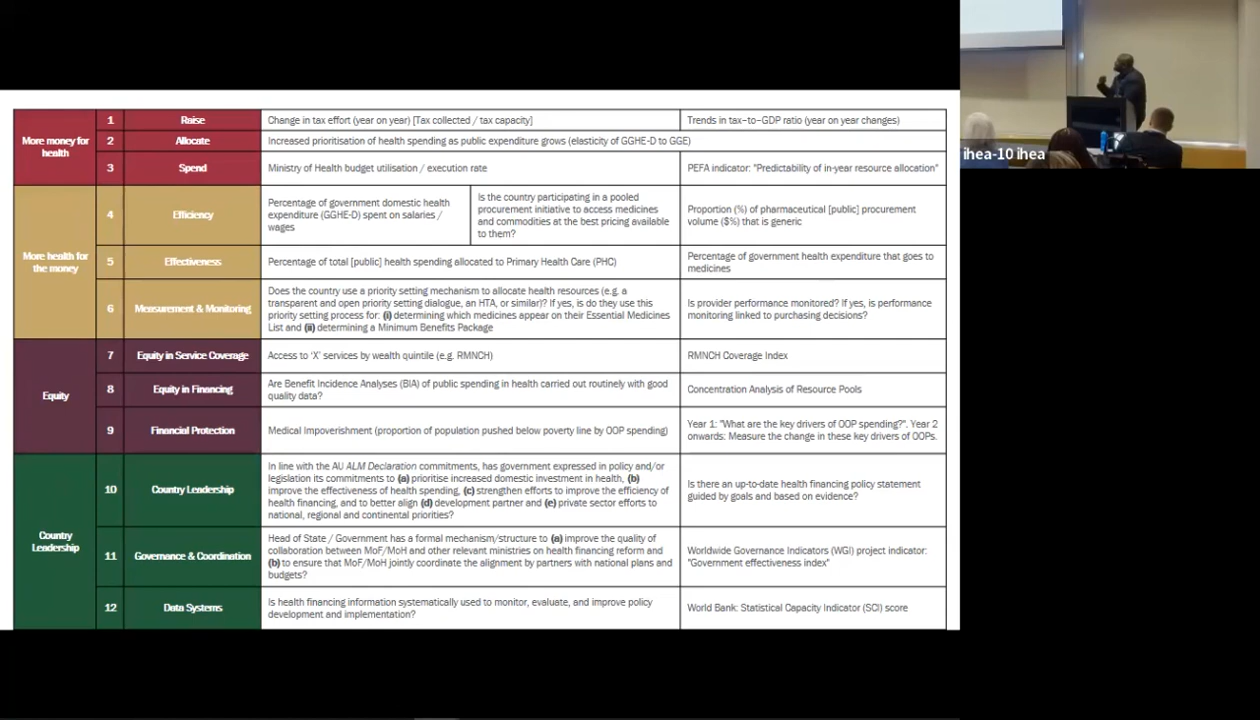 More money for
health
1
Raise
Change in tax effort (year on year) [Tax collected / tax capacity]
Trends in tax–to–GDP ratio (year on year changes)
2
Allocate
Increased prioritisation of health spending as public expenditure grows (elasticity of GGHE-D to GGE)
3
Spend
Ministry of Health budget utilisation / execution rate
PEFA indicator: "Predictability of in-year resource allocation"
More health for
the money
4
Efficiency
Percentage of government domestic health
expenditure (GGHE-D) spent on salaries /
wages
Is the country participating in a pooled
procurement initiative to access medicines
and commodities at the best pricing available
to them?
Proportion (%) of pharmaceutical [public] procurement
volume ($%) that is generic
5
Effectiveness
Percentage of total [public] health spending allocated to Primary Health Care (PHC)
Percentage of government health expenditure that goes to
medicines
6
Measurement & Monitoring
Does the country use a priority setting mechanism to allocate health resources (e.g. a
transparent and open priority setting dialogue, an HTA, or similar)? If yes, is do they use this
priority setting process for: (i) determining which medicines appear on their Essential Medicines
List and (ii) determining a Minimum Benefits Package
Is provider performance monitored? If yes, is performance
monitoring linked to purchasing decisions?
Equity
7
Equity in Service Coverage
Access to 'X' services by wealth quintile (e.g. RMNCH)
RMNCH Coverage Index
8
Equity in Financing
Are Benefit Incidence Analyses (BIA) of public spending in health carried out routinely with good
quality data?
Concentration Analysis of Resource Pools
9
Financial Protection
Medical Impoverishment (proportion of population pushed below poverty line by OOP spending)
Year 1: "What are the key drivers of OOP spending?". Year 2
onwards: Measure the change in these key drivers of OOPs.
Country
Leadership
10
Country Leadership
In line with the AU ALM Declaration commitments, has government expressed in policy and/or
legislation its commitments to (a) prioritise increased domestic investment in health, (b)
improve the effectiveness of health spending, (c) strengthen efforts to improve the efficiency of
health financing, and to better align (d) development partner and (e) private sector efforts to
national, regional and continental priorities?
Is there an up-to-date health financing policy statement
guided by goals and based on evidence?
11
Governance & Coordination
Head of State / Government has a formal mechanism/structure to (a) improve the quality of
collaboration between MoF/MoH and other relevant ministries on health financing reform and
(b) to ensure that MoF/MoH jointly coordinate the alignment by partners with national plans and
budgets?
Worldwide Governance Indicators (WGI) project indicator:
"Government effectiveness index"
12
Data Systems
Is health financing information systematically used to monitor, evaluate, and improve policy
development and implementation?
World Bank: Statistical Capacity Indicator (SCI) score
ihea-10 ihea